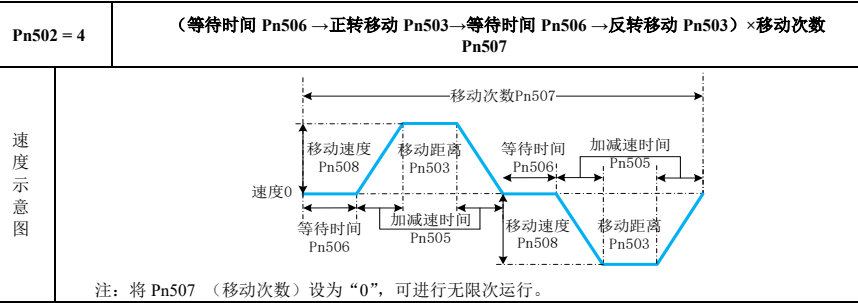 Pn502 = 4
（等待时间 Pn506 →正转移动 Pn503→等待时间 Pn506 →反转移动 Pn503）×移动次数
Pn507
速度示意图
移动次数Pn507
移动速度
Pn508
移动距离
Pn503
等待时间
Pn506
加减速时间
Pn505
速度0
等待时间
Pn506
加减速时间
Pn505
移动速度
Pn508
移动距离
Pn503
注：将 Pn507 （移动次数）设为“0”，可进行无限次运行。